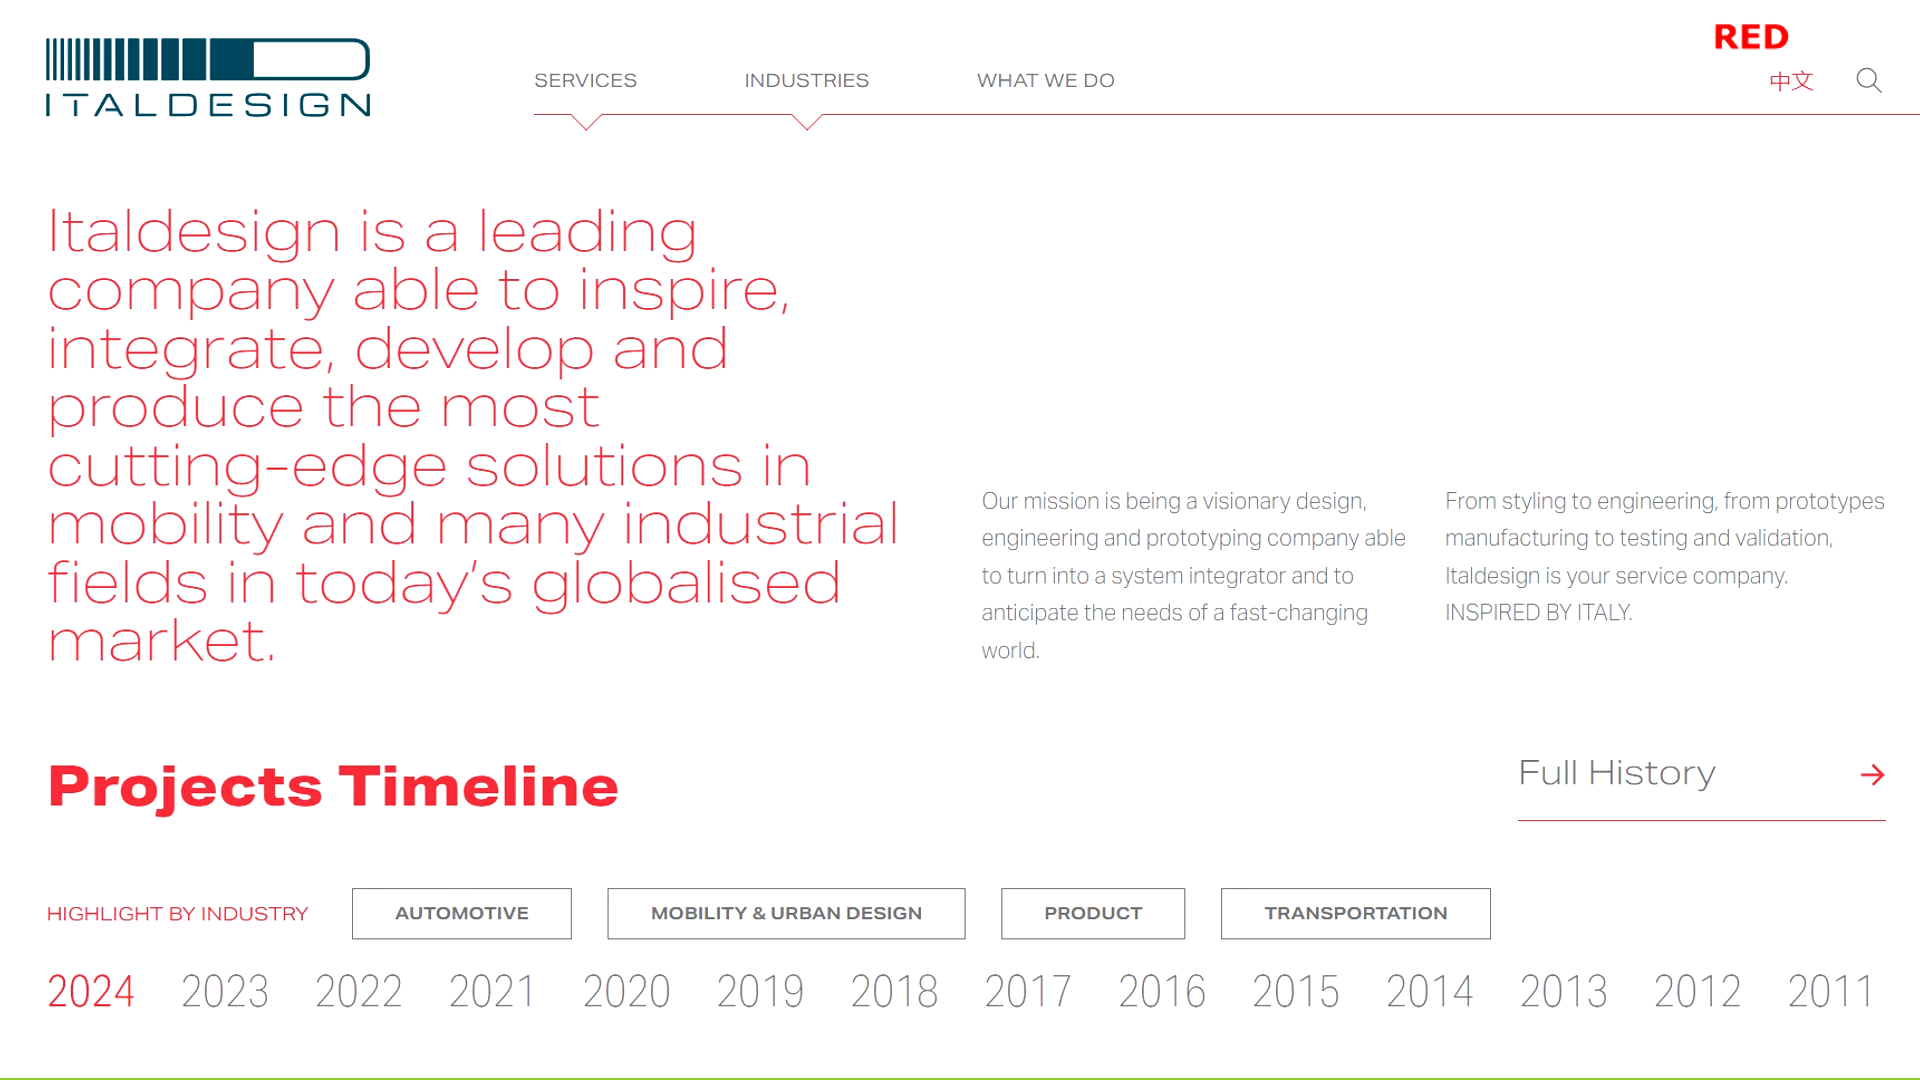 ITALDESIGN
SERVICES
INDUSTRIES
WHAT WE DO
RED
中文
Italdesign is a leading
company able to inspire,
integrate, develop and
produce the most
cutting-edge solutions in
mobility and many industrial
fields in today’s globalised
market.
Our mission is being a visionary design,
engineering and prototyping company able
to turn into a system integrator and to
anticipate the needs of a fast-changing
world.
From styling to engineering, from prototypes
manufacturing to testing and validation,
Italdesign is your service company.
INSPIRED BY ITALY.
Projects Timeline
Full History
HIGHLIGHT BY INDUSTRY
AUTOMOTIVE
MOBILITY & URBAN DESIGN
PRODUCT
TRANSPORTATION
2024 2023 2022 2021 2020 2019 2018 2017 2016 2015 2014 2013 2012 2011